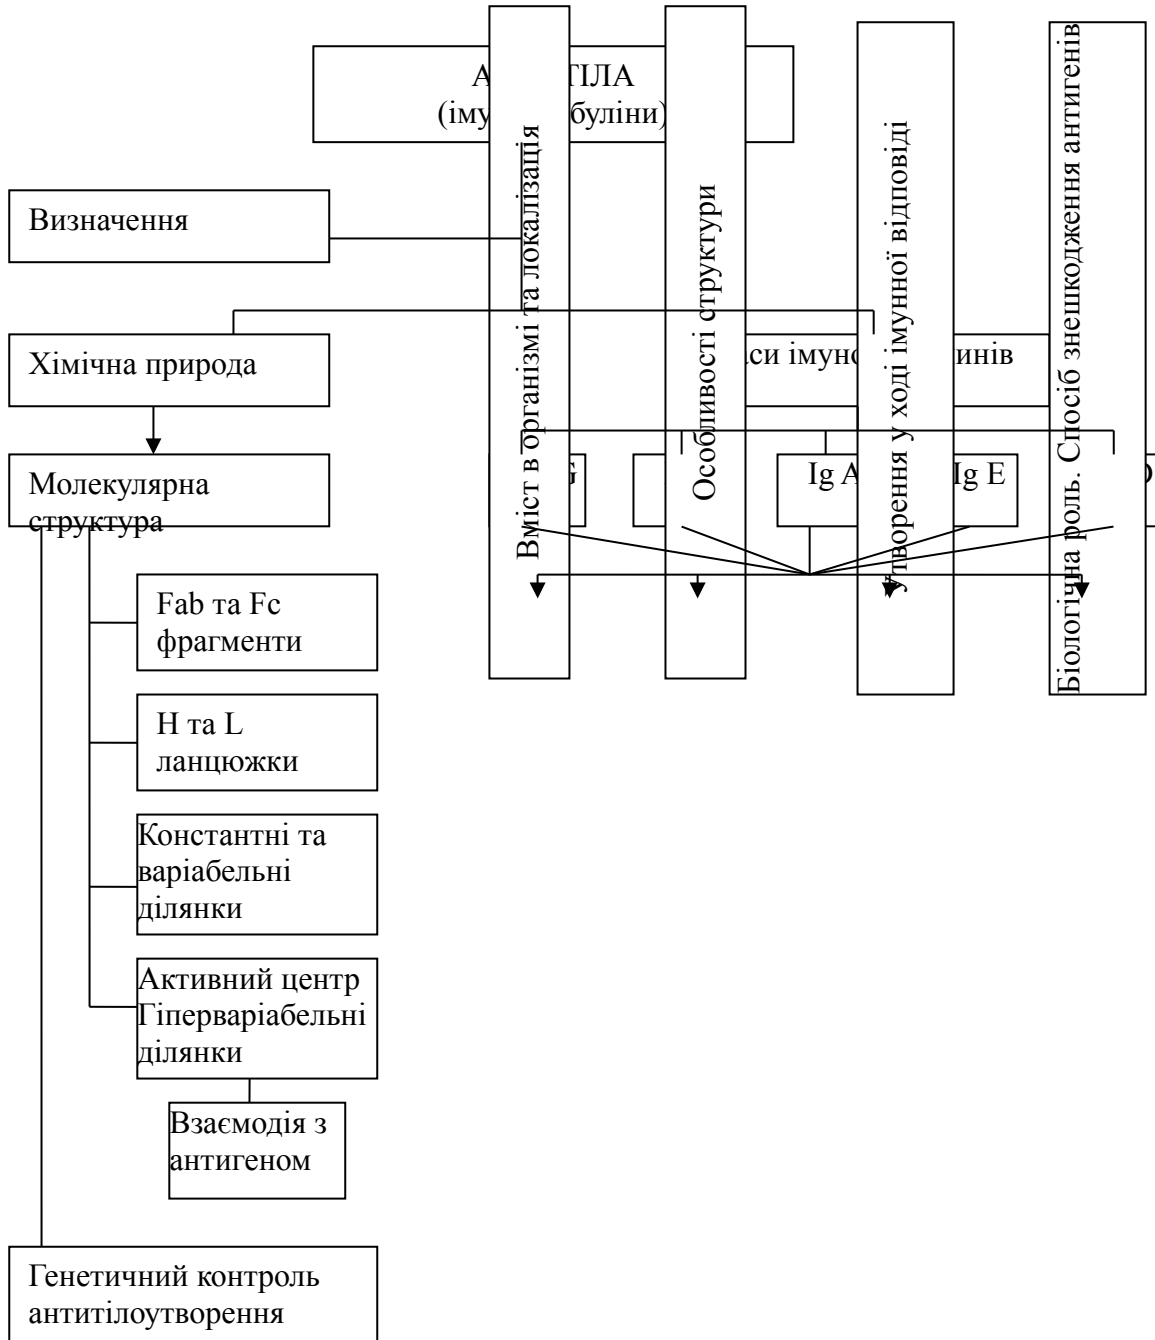 А ТІЛА
(іму буліни)
Визначення
Хімічна природа
Молекулярна
структура
Fab та Fc
фрагменти
H та L
ланцюжки
Константні та
варіабельні
ділянки
Активний центр
Гіперваріабельні
ділянки
Взаємодія з
антигеном
Генетичний контроль
антитілоутворення
аси імуно инів
G
Ig A
Ig E
D
Вміст в організмі та локалізація
Особливості структури
Утворення у ході імунної відповіді
Біологічна роль. Спосіб знешкодження антигенів